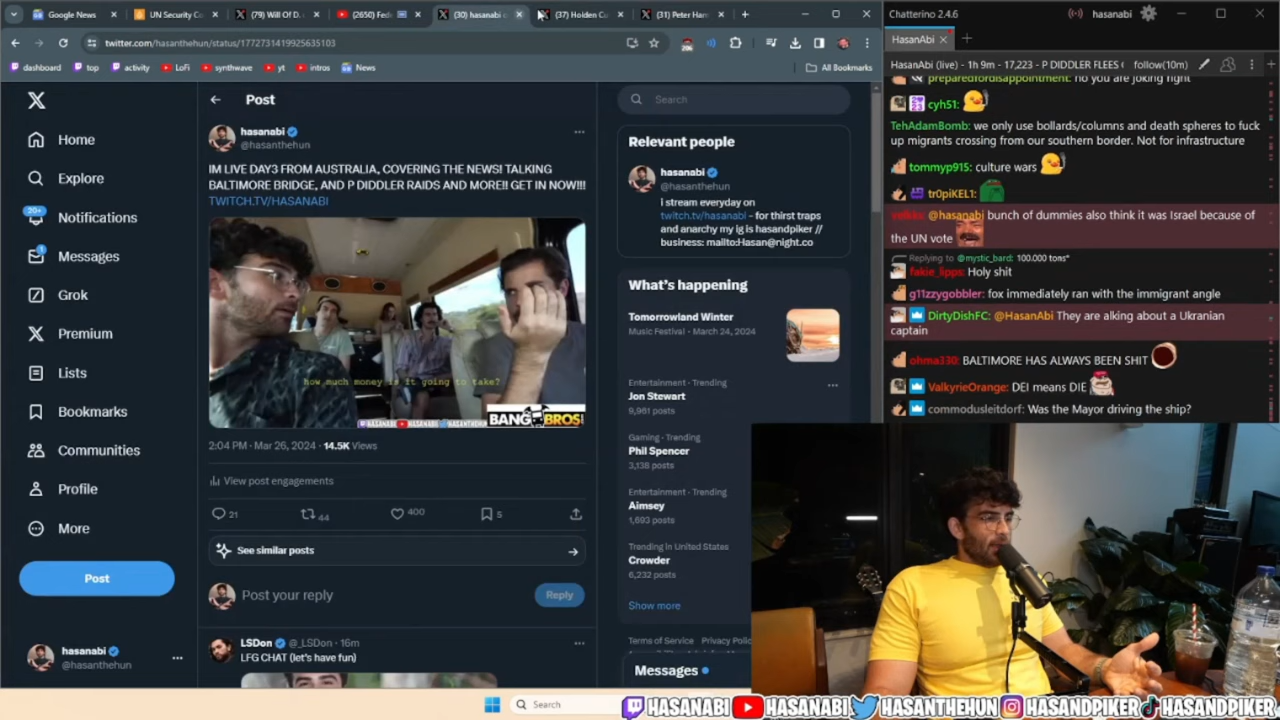 Google News
UN Security Co
(79) Will Of D.
(2650) Fed
(30) hasanabi
(37) Holden Cu
(31) Peter Ham
twitter.com/hasanthehun/status/1772731419925635103
dashboard
top
activity
LoFi
synthwave
yt
intros
News
All Bookmarks
Home
Explore
20+
Notifications
1
Messages
Grok
Premium
Lists
Bookmarks
Communities
Profile
More
Post
hasanabi
@hasanthehun
Post
hasanabi
@hasanthehun
IM LIVE DAY3 FROM AUSTRALIA, COVERING THE NEWS! TALKING
BALTIMORE BRIDGE, AND P DIDDLER RAIDS AND MORE!! GET IN NOW!!!
TWITCH.TV/HASANABI
how much money is it going to take?
BANGBROS!
2:04 PM · Mar 26, 2024 · 14.5K Views
View post engagements
21
44
400
5
See similar posts
Post your reply
Reply
LSDon @_LSDon · 16m
LFG CHAT (let's have fun)
Search
Relevant people
hasanabi
@hasanthehun
i stream everyday on
twitch.tv/hasanabi - for thirst traps
and anarchy my ig is hasandpiker //
business: mailto:Hasan@night.co
What's happening
Tomorrowland Winter
Music Festival · March 24, 2024
Entertainment · Trending
Jon Stewart
9,961 posts
Gaming · Trending
Phil Spencer
3,138 posts
Entertainment · Trending
Aimsey
1,693 posts
Trending in United States
Crowder
6,232 posts
Show more
Terms of Service Privacy
Messages
Chatterino 2.4.6
hasanabi
HasanAbi
HasanAbi (live) - 1h 9m - 17,223 - P DIDDLER FLEES
follow(10m)
preparedfordisappointment: no you are joking right
cyh51:
TehAdamBomb: we only use bollards/columns and death spheres to fuck
up migrants crossing from our southern border. Not for infrastructure
tommyp915: culture wars
tr0piKEL1:
@hasanabi bunch of dummies also think it was Israel because of
the UN vote
Replying to @mystic_bard: 100.000 tons*
fakie_lipps: Holy shit
g11zzygobbler: fox immediately ran with the immigrant angle
DirtyDishFC: @HasanAbi They are alking about a Ukranian
captain
ohma330: BALTIMORE HAS ALWAYS BEEN SHIT
ValkyrieOrange: DEI means DIE
commodusleitdorf: Was the Mayor driving the ship?
Search
HASANABI
HASANABI
HASANTHEHUN
HASANDPIKER
HASANDPIKER